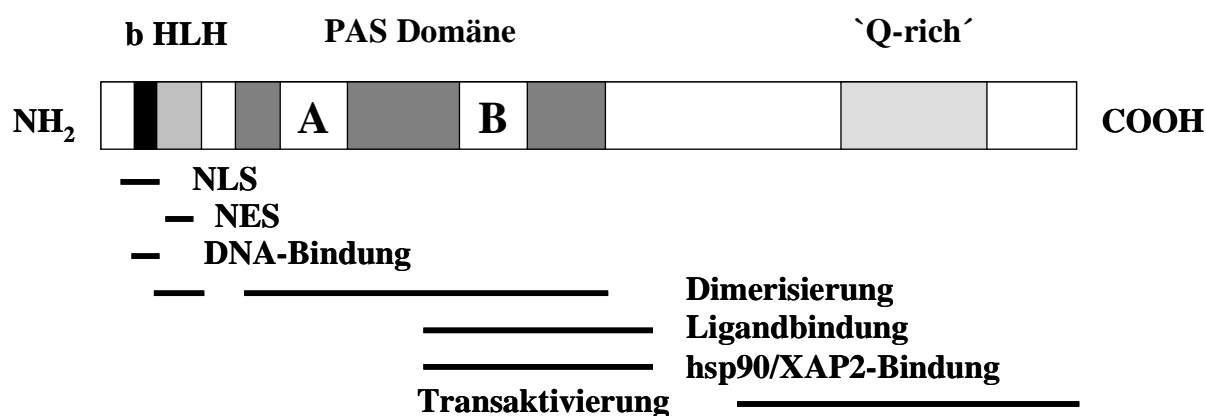 b HLH PAS Domäne `Q-rich´
NH₂ A B COOH
NLS
NES
DNA-Bindung
Dimerisierung
Ligandbindung
hsp90/XAP2-Bindung
Transaktivierung